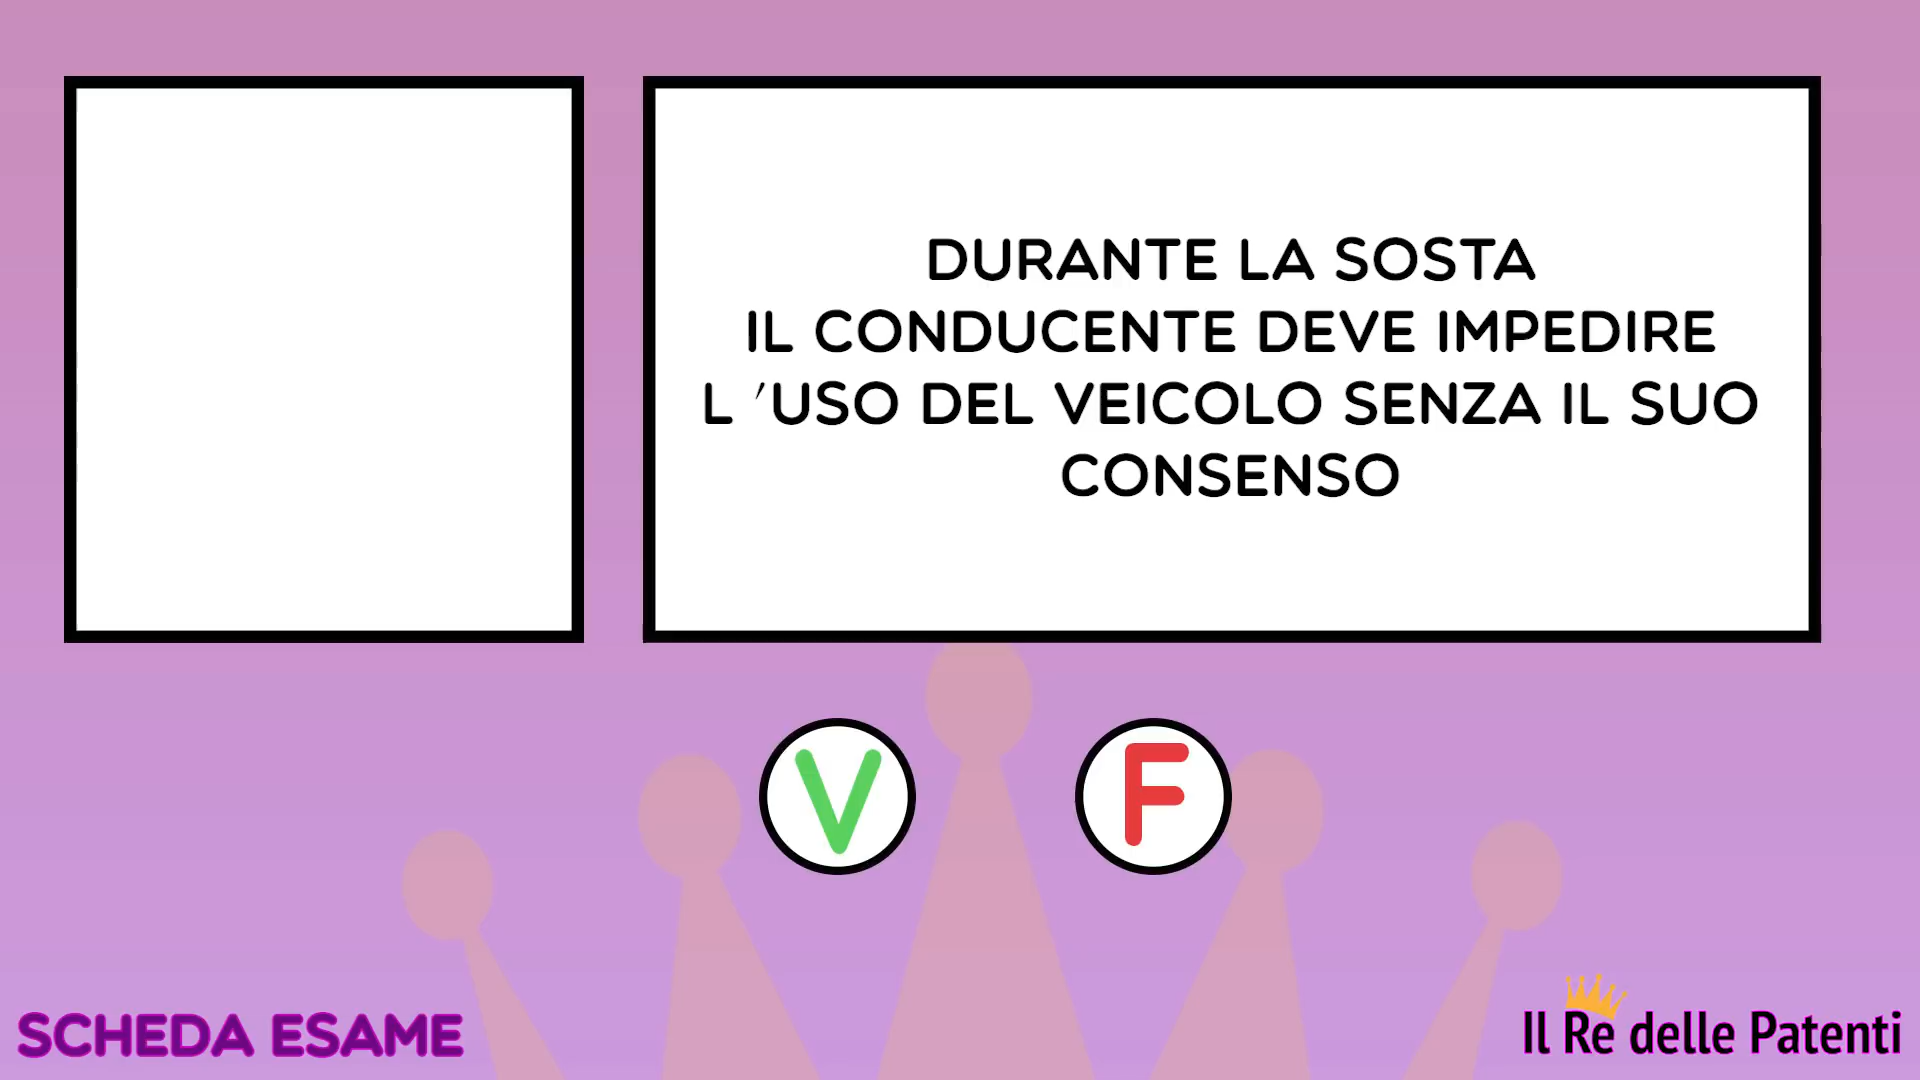 DURANTE LA SOSTA
IL CONDUCENTE DEVE IMPEDIRE
L 'USO DEL VEICOLO SENZA IL SUO
CONSENSO
V F
SCHEDA ESAME
Il Re delle Patenti